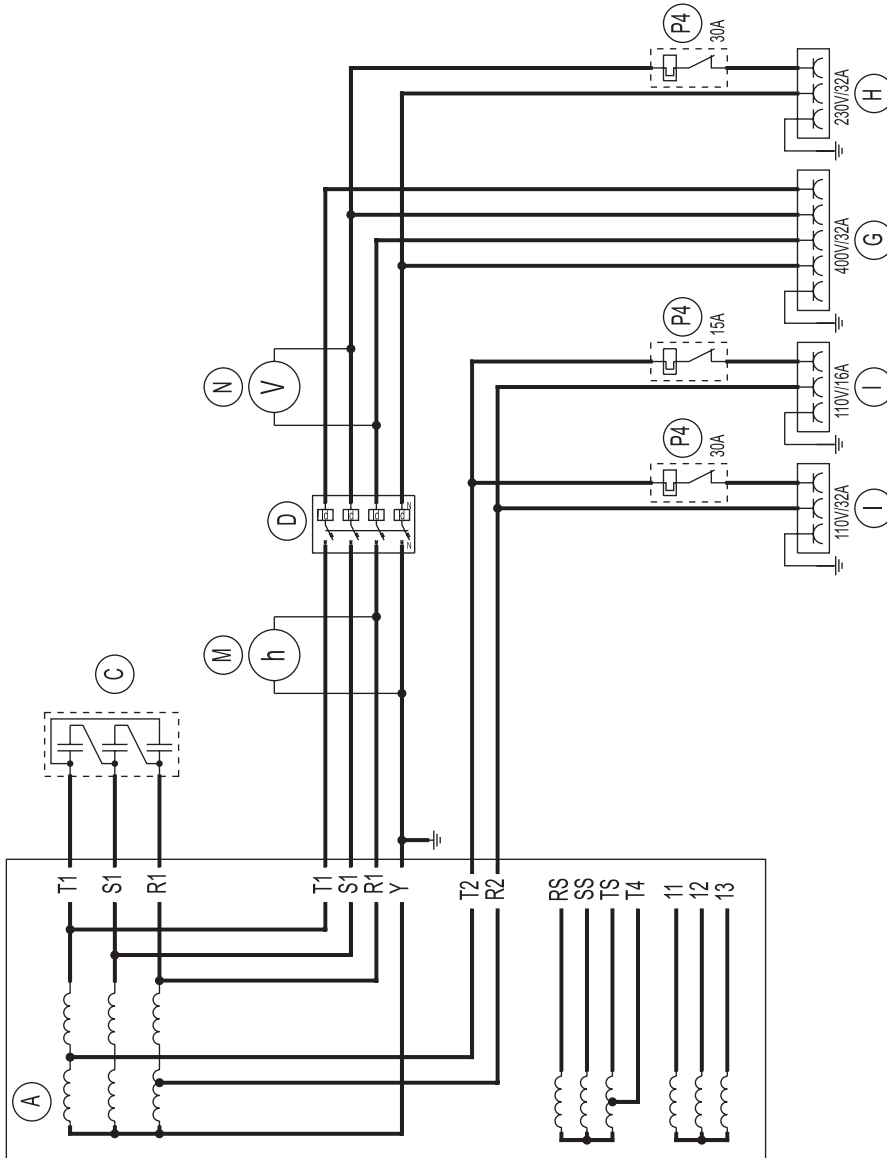 P4
30A
230V/32A
H
400V/32A
G
P4
15A
110V/16A
I
P4
30A
110V/32A
I
N
V
D
N
N
M
h
C
T1
S1
R1
T1
S1
R1
Y
T2
R2
RS
SS
TS
T4
11
12
13
A